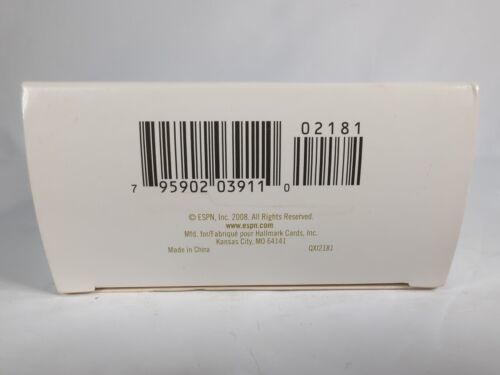 02181
7 95902 03911 0
© ESPN, Inc. 2008. All Rights Reserved.
www.espn.com
Mfd. for/Fabriqué pour Hallmark Cards, Inc.
Kansas City, MO 64141
Made in China QXI2181